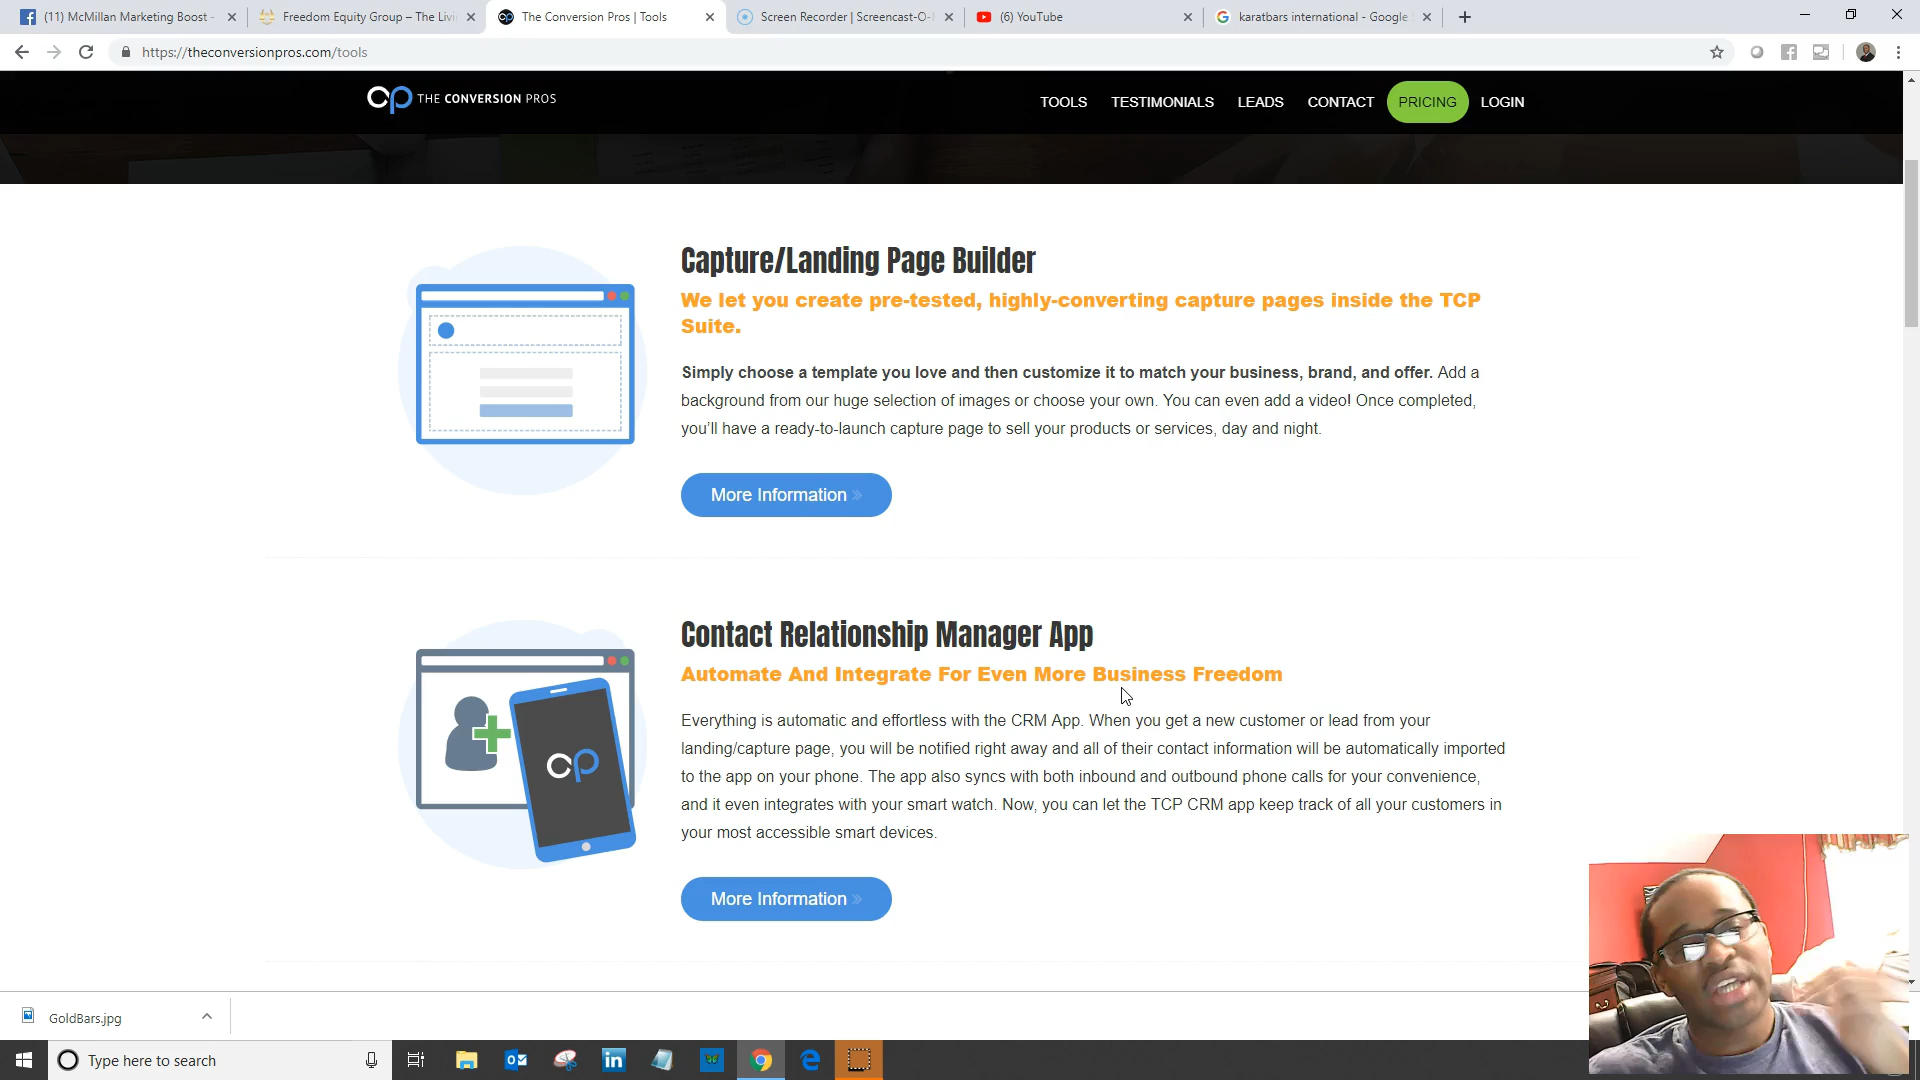 (11) McMillan Marketing Boost -
Freedom Equity Group – The Livi
The Conversion Pros | Tools
Screen Recorder | Screencast-O-
(6) YouTube
karatbars international - Google
https://theconversionpros.com/tools
cp THE CONVERSION PROS
TOOLS TESTIMONIALS LEADS CONTACT PRICING LOGIN
Capture/Landing Page Builder
We let you create pre-tested, highly-converting capture pages inside the TCP
Suite.
Simply choose a template you love and then customize it to match your business, brand, and offer. Add a
background from our huge selection of images or choose your own. You can even add a video! Once completed,
you’ll have a ready-to-launch capture page to sell your products or services, day and night.
More Information »
Contact Relationship Manager App
Automate And Integrate For Even More Business Freedom
Everything is automatic and effortless with the CRM App. When you get a new customer or lead from your
landing/capture page, you will be notified right away and all of their contact information will be automatically imported
to the app on your phone. The app also syncs with both inbound and outbound phone calls for your convenience,
and it even integrates with your smart watch. Now, you can let the TCP CRM app keep track of all your customers in
your most accessible smart devices.
cp
More Information »
GoldBars.jpg
Type here to search